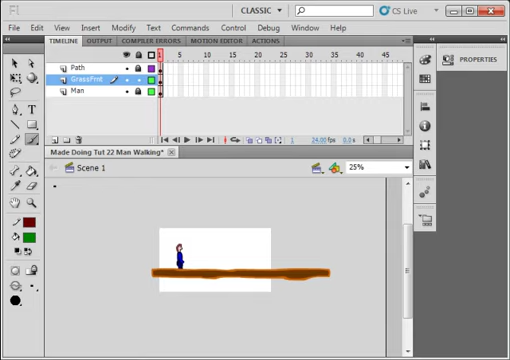 Fl CLASSIC CS Live
File Edit View Insert Modify Text Commands Control Debug Window Help
TIMELINE OUTPUT COMPILER ERRORS MOTION EDITOR ACTIONS
PROPERTIES
1 5 10 15 20 25 30 35 40 45
Path
GrassFrnt
Man
1 24.00 fps 0.0 s
Made Doing Tut 22 Man Walking*
Scene 1 25%